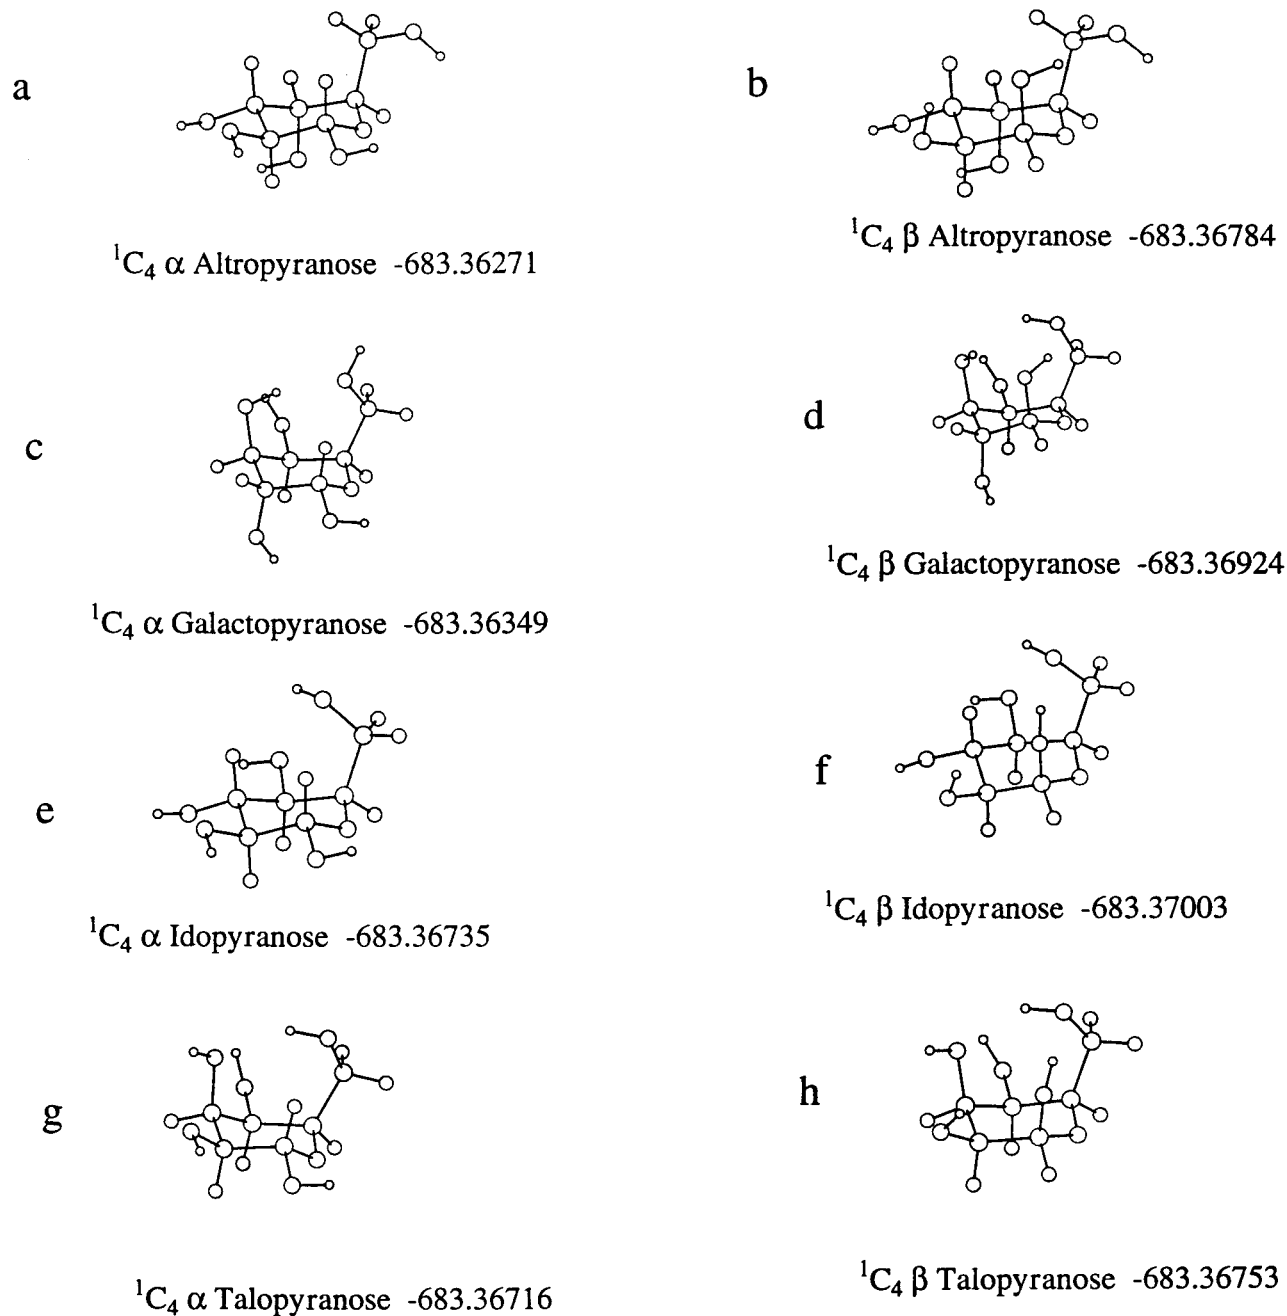 a
b
¹C₄ α Altropyranose -683.36271
¹C₄ β Altropyranose -683.36784
c
d
¹C₄ α Galactopyranose -683.36349
¹C₄ β Galactopyranose -683.36924
e
f
¹C₄ α Idopyranose -683.36735
¹C₄ β Idopyranose -683.37003
g
h
¹C₄ α Talopyranose -683.36716
¹C₄ β Talopyranose -683.36753